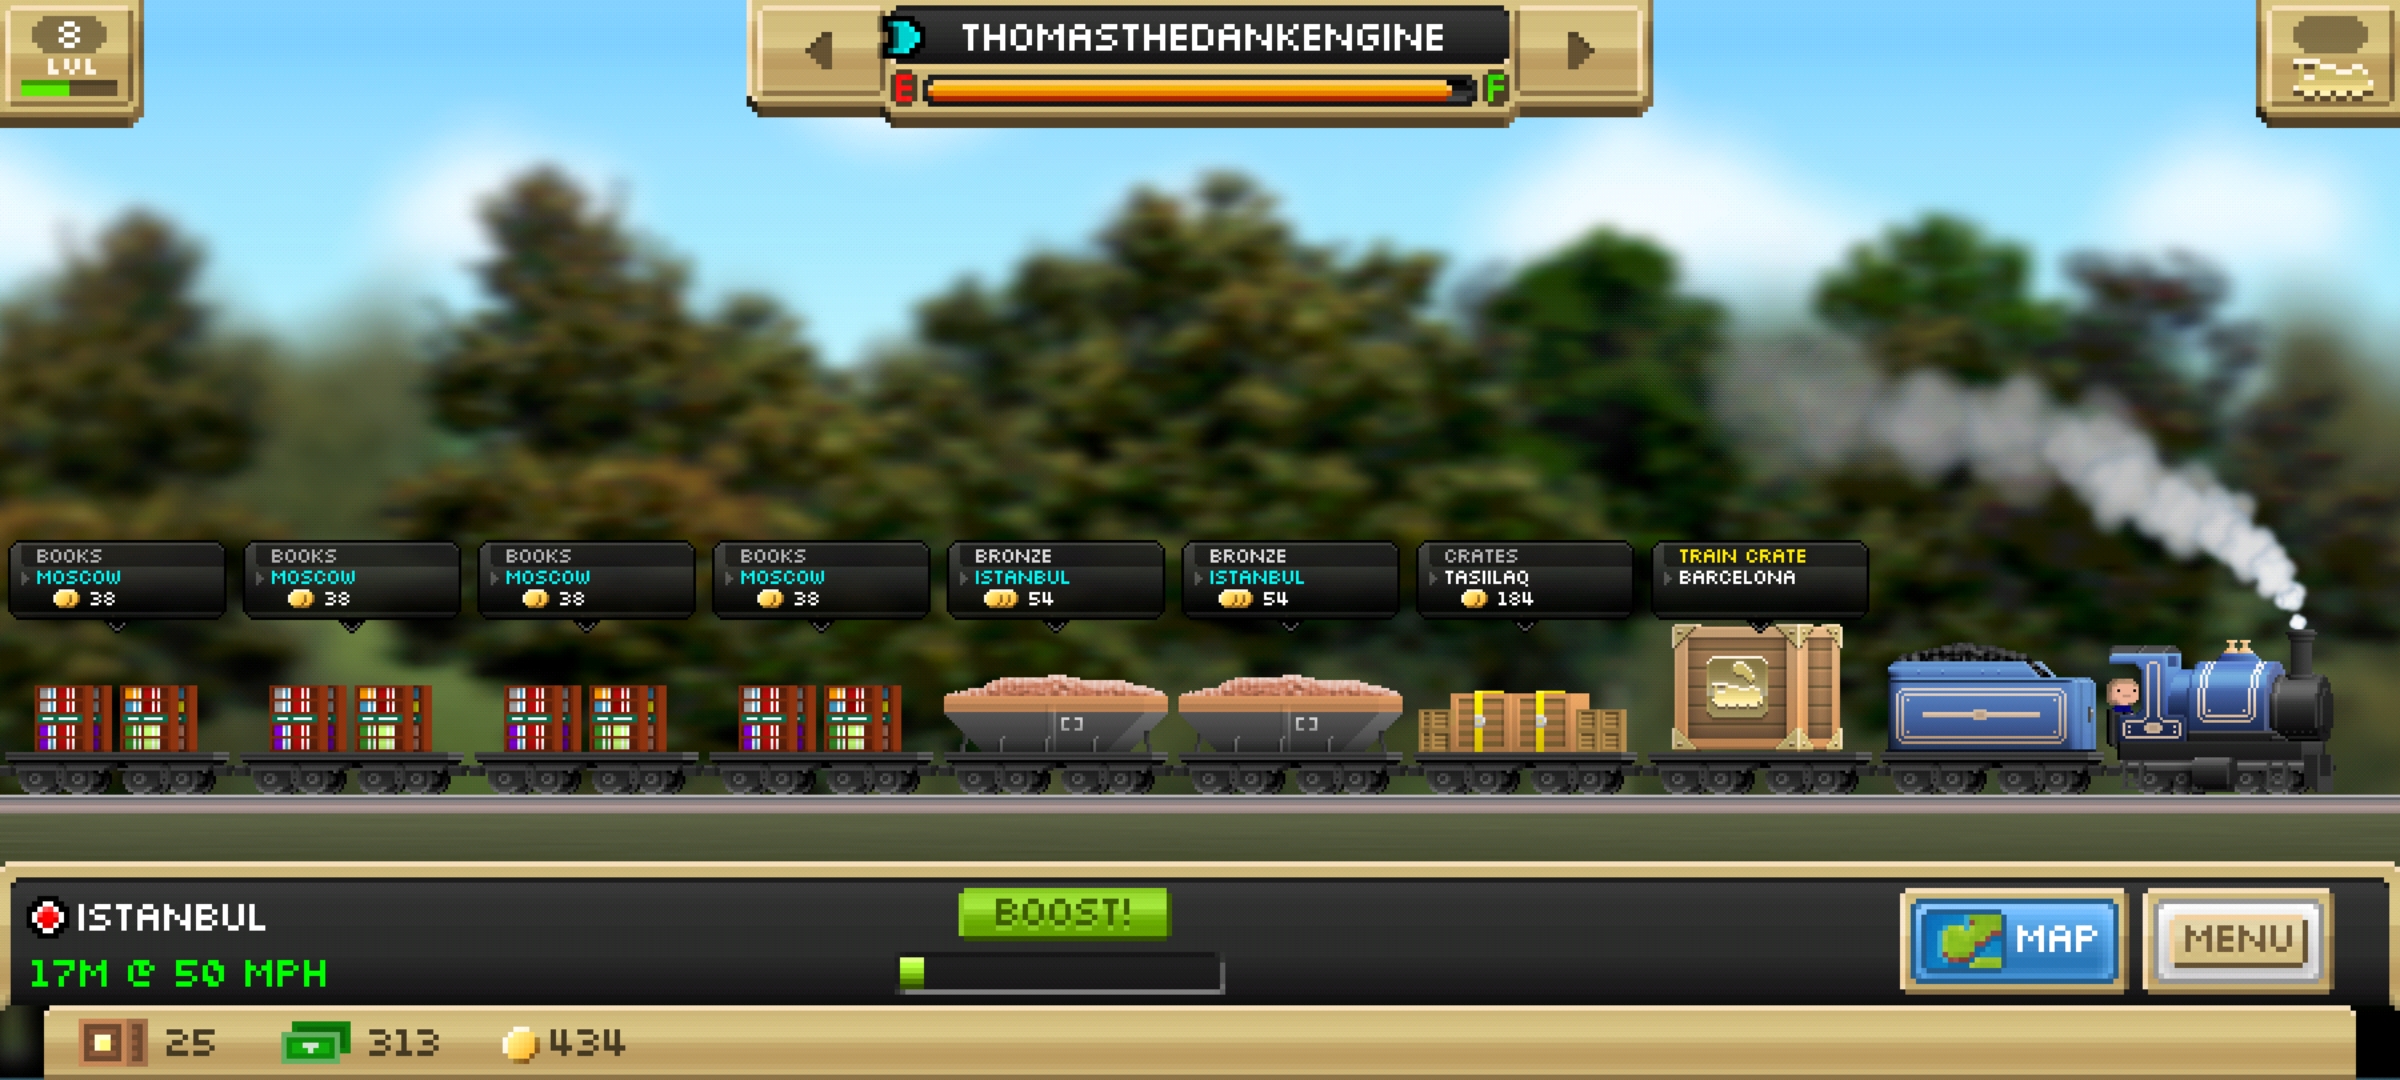 8
LVL
THOMASTHEDANKENGINE
E F
BOOKS
MOSCOW
38
BOOKS
MOSCOW
38
BOOKS
MOSCOW
38
BOOKS
MOSCOW
38
BRONZE
ISTANBUL
54
BRONZE
ISTANBUL
54
CRATES
TASIILAQ
184
TRAIN CRATE
BARCELONA
ISTANBUL
17M @ 50 MPH
BOOST!
MAP
MENU
25 313 434